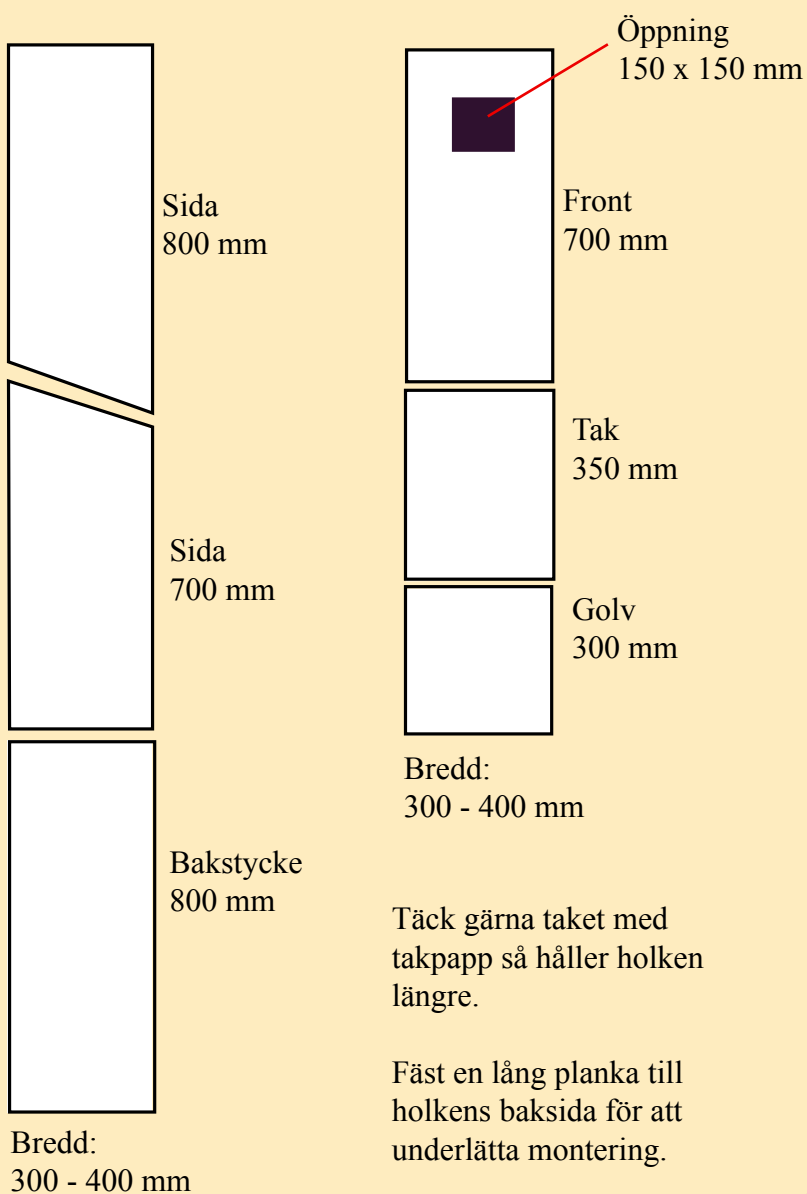 Öppning
150 x 150 mm
Sida
800 mm
Front
700 mm
Tak
350 mm
Sida
700 mm
Golv
300 mm
Bredd:
300 - 400 mm
Bakstycke
800 mm
Täck gärna taket med
takpapp så håller holken
längre.
Fäst en lång planka till
holkens baksida för att
underlätta montering.
Bredd:
300 - 400 mm